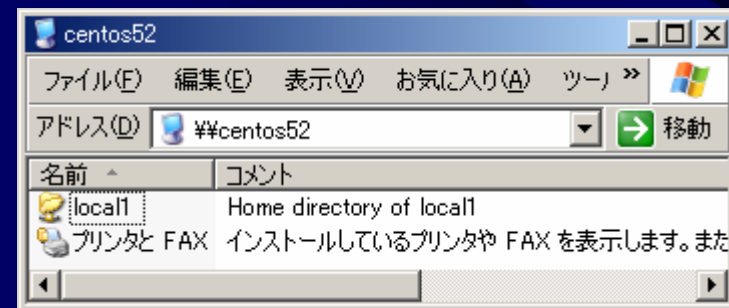 centos52
ファイル(F) 編集(E) 表示(V) お気に入り(A) ツール »
アドレス(D) ¥¥centos52 移動
名前 コメント
local1 Home directory of local1
プリンタと FAX インストールしているプリンタや FAX を表示します。また